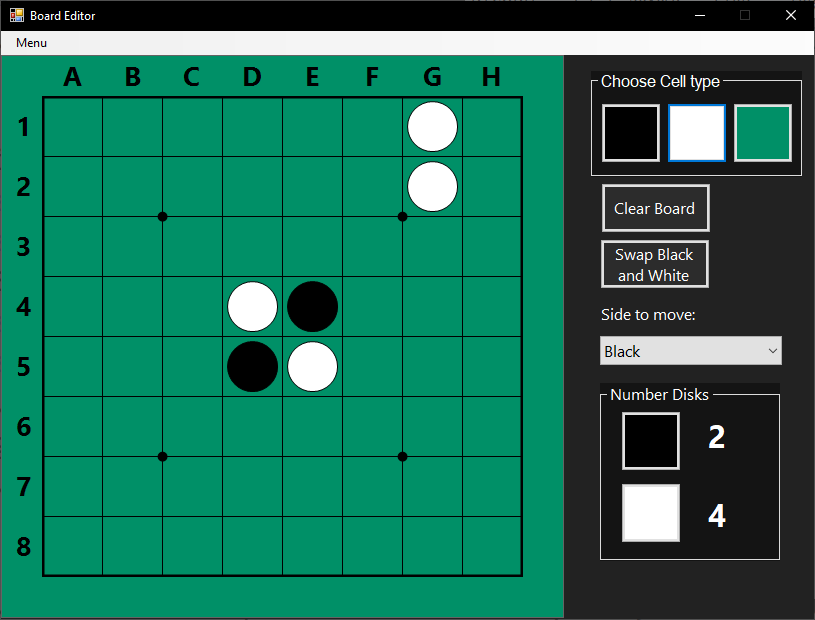 Board Editor
Menu
A B C D E F G H
1
2
3
4
5
6
7
8
Choose Cell type
Clear Board
Swap Black
and White
Side to move:
Black
Number Disks
2
4